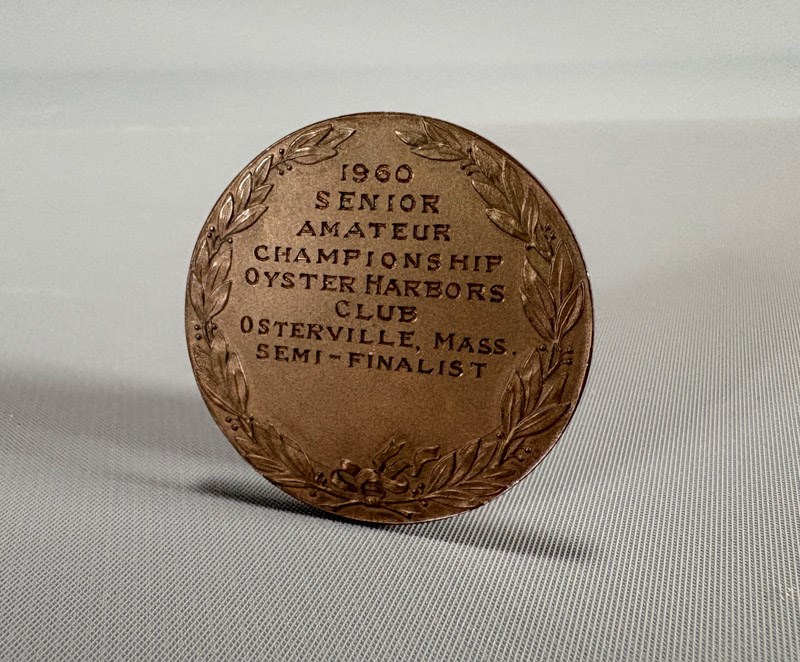 1960
SENIOR
AMATEUR
CHAMPIONSHIP
OYSTER HARBORS
CLUB
OSTERVILLE, MASS.
SEMI-FINALIST